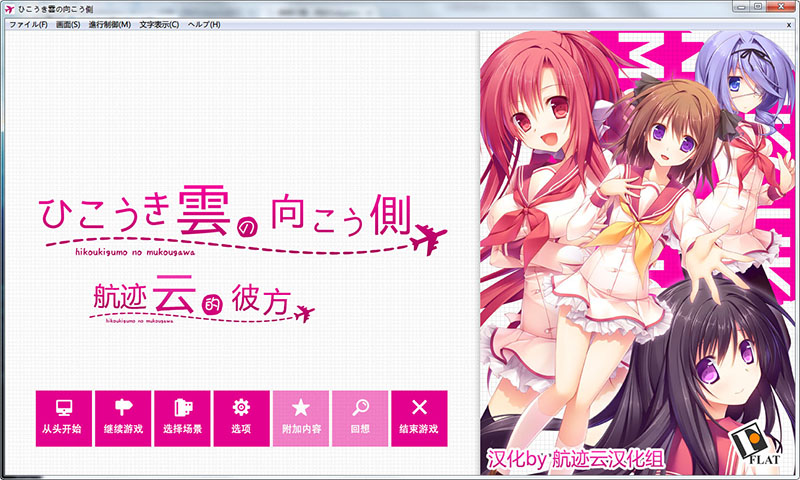 ひこうき雲の向こう側
ファイル(F) 画面(S) 進行制御(M) 文字表示(C) ヘルプ(H)
x
ひこうき雲の向こう側
hikoukigumo no mukougawa
航迹云的彼方
hikoukigumo no mukougawa
从头开始 继续游戏 选择场景 选项 附加内容 回想 结束游戏
汉化by 航迹云汉化组
FLAT